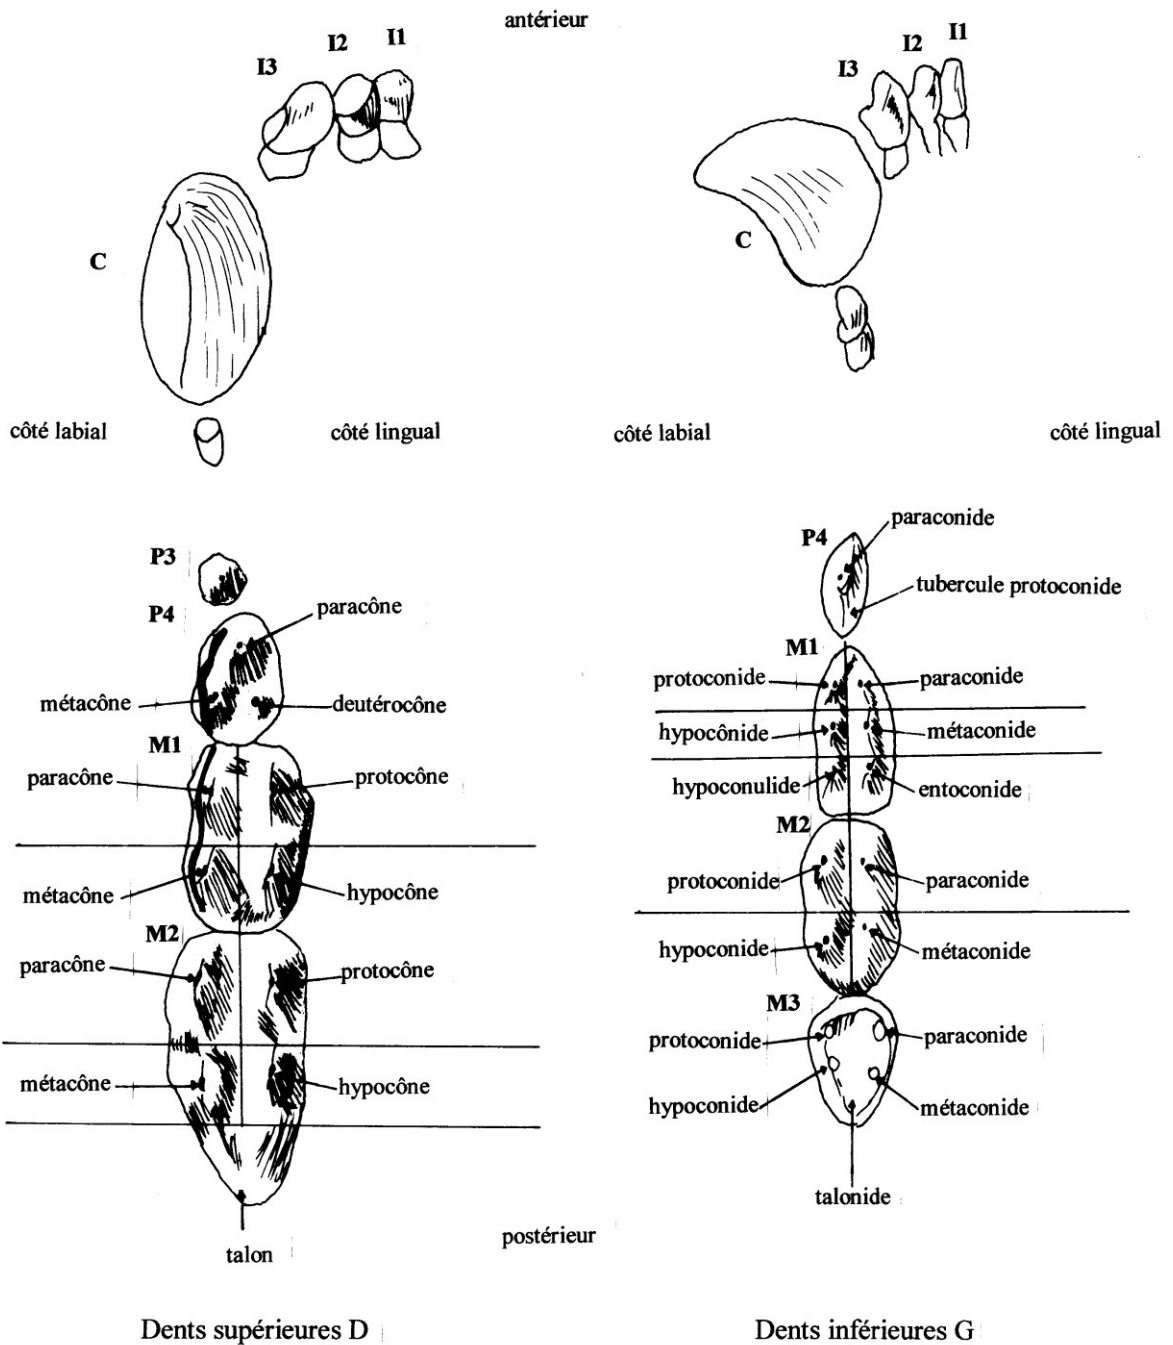 antérieur
I3
I2
I1
C
côté labial
côté lingual
P3
P4
paracône
métacône
deutérocône
M1
paracône
protocône
métacône
hypocône
M2
paracône
protocône
métacône
hypocône
talon
Dents supérieures D
I3
I2
I1
C
côté labial
côté lingual
P4
paraconide
tubercule protoconide
M1
protoconide
paraconide
hypocônide
métaconide
hypoconulide
entoconide
M2
protoconide
paraconide
hypoconide
métaconide
M3
protoconide
paraconide
hypoconide
métaconide
talonide
postérieur
Dents inférieures G